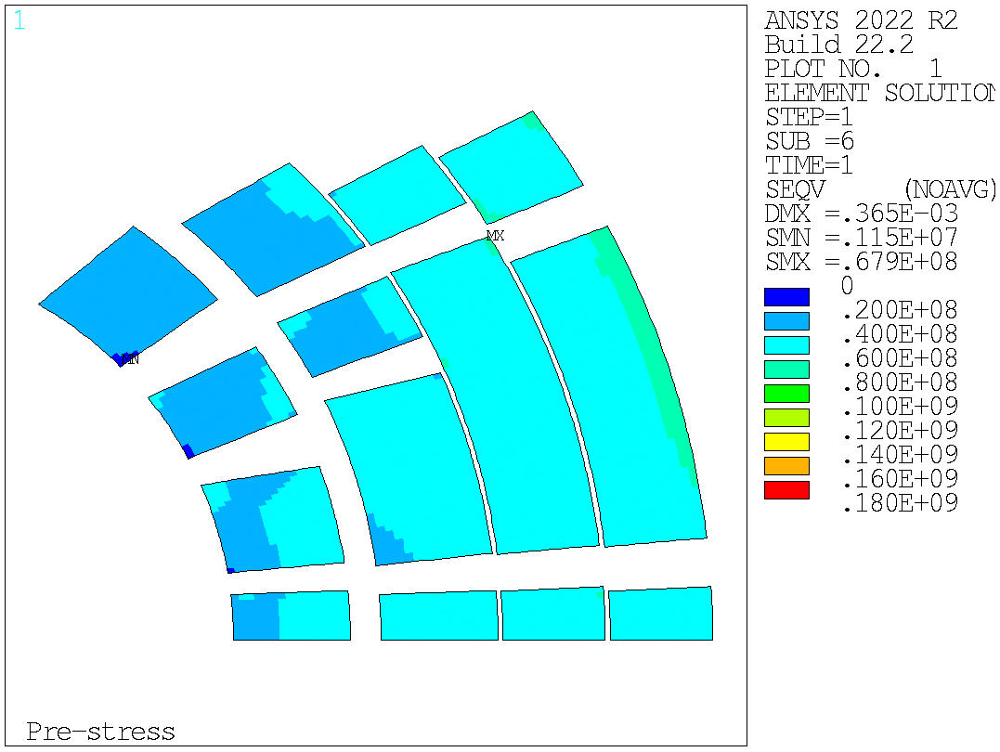 1
ANSYS 2022 R2
Build 22.2
PLOT NO. 1
ELEMENT SOLUTION
STEP=1
SUB =6
TIME=1
SEQV (NOAVG)
DMX =.365E-03
SMN =.115E+07
SMX =.679E+08
0
.200E+08
.400E+08
.600E+08
.800E+08
.100E+09
.120E+09
.140E+09
.160E+09
.180E+09
MX
MN
Pre-stress